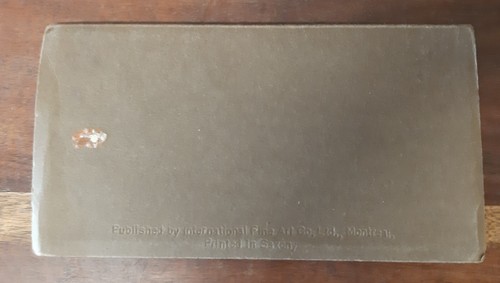 Published by International Fine Art Co., Ltd., Montreal,
Printed in Saxony